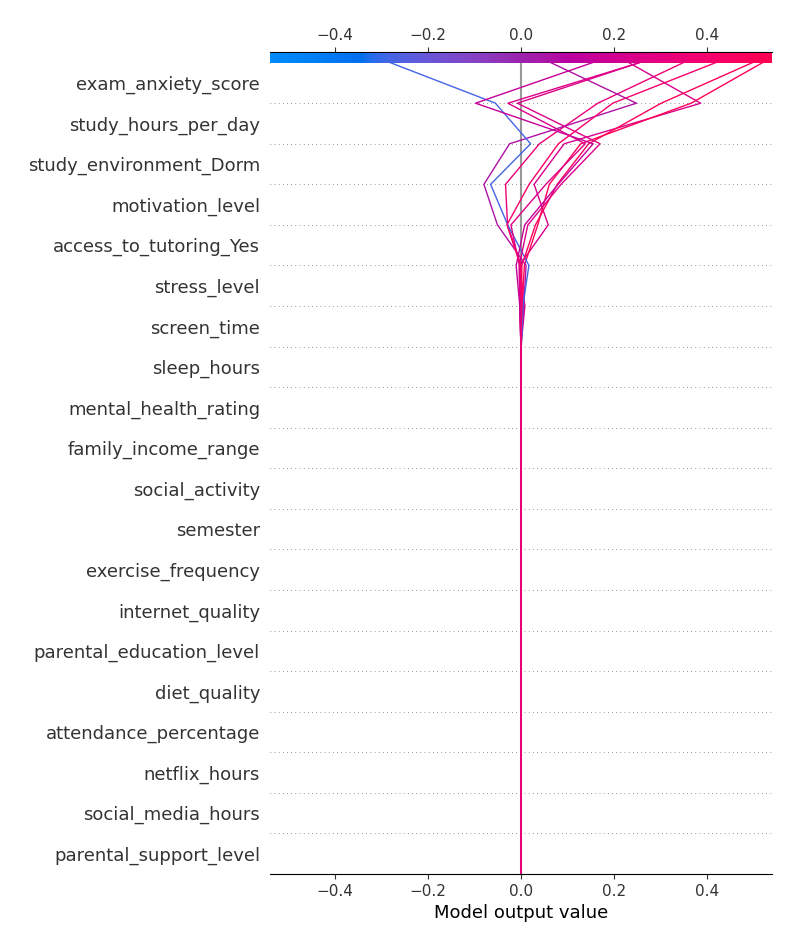 −0.4 −0.2 0.0 0.2 0.4
exam_anxiety_score
study_hours_per_day
study_environment_Dorm
motivation_level
access_to_tutoring_Yes
stress_level
screen_time
sleep_hours
mental_health_rating
family_income_range
social_activity
semester
exercise_frequency
internet_quality
parental_education_level
diet_quality
attendance_percentage
netflix_hours
social_media_hours
parental_support_level
−0.4 −0.2 0.0 0.2 0.4
Model output value